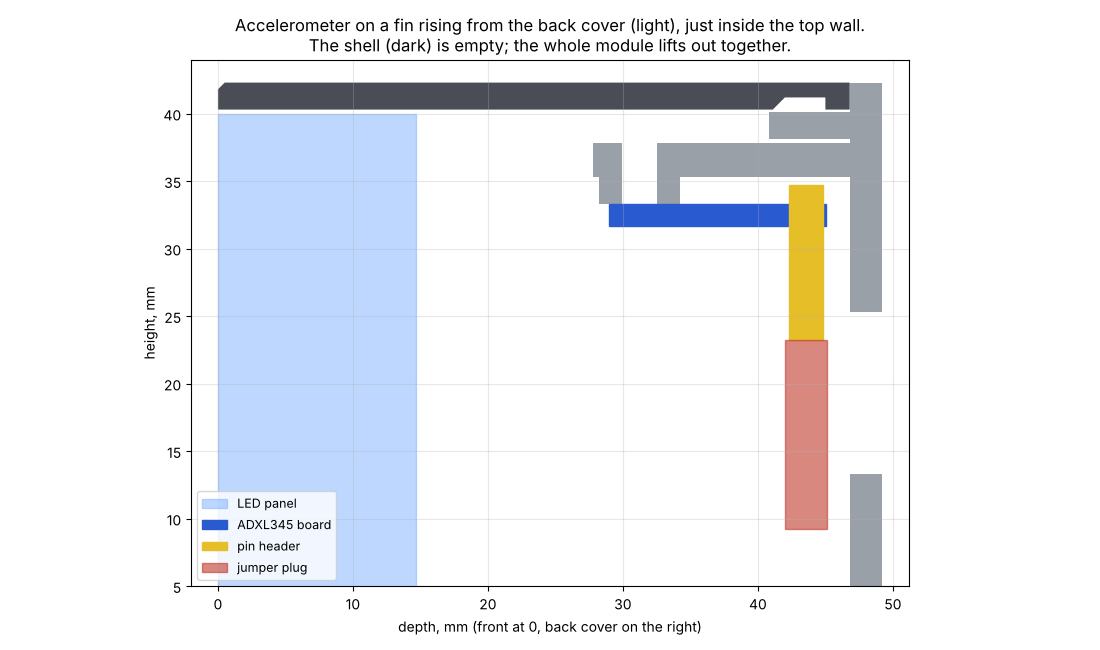 Accelerometer on a fin rising from the back cover (light), just inside the top wall.
The shell (dark) is empty; the whole module lifts out together.
height, mm
40
35
30
25
20
15
10
5
LED panel
ADXL345 board
pin header
jumper plug
0
10
20
30
40
50
depth, mm (front at 0, back cover on the right)